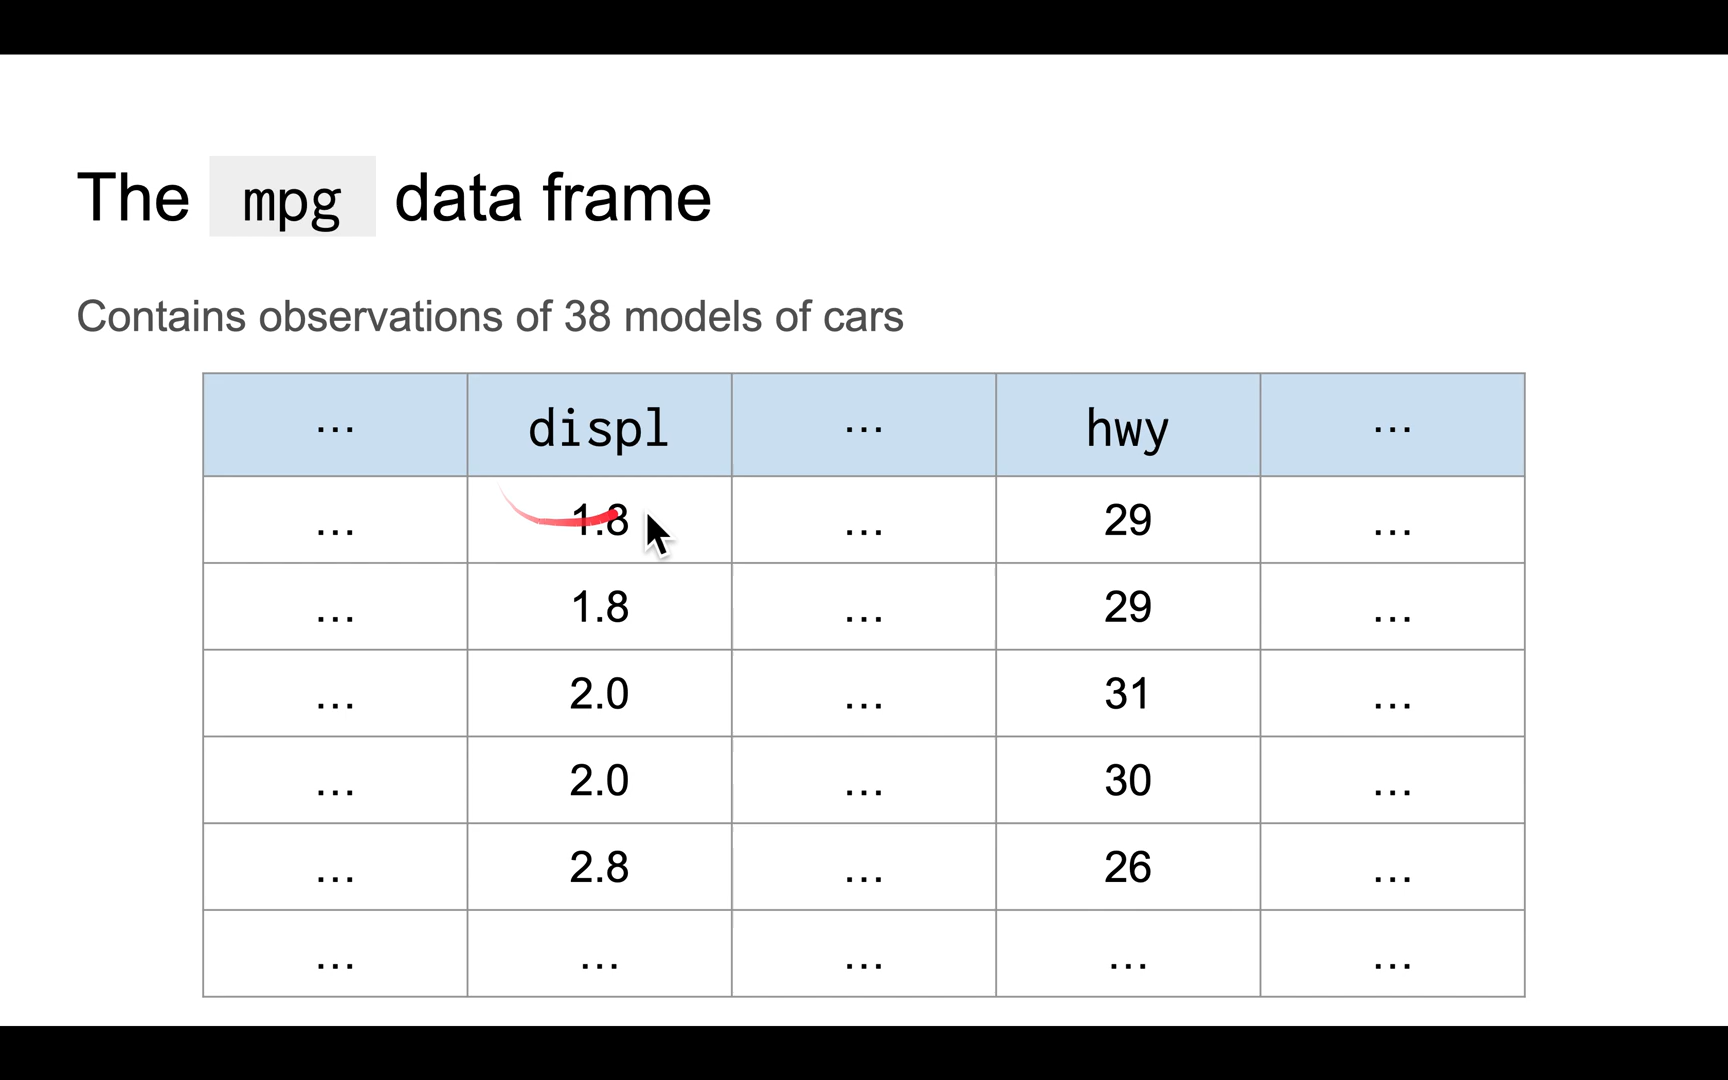 The mpg data frame
Contains observations of 38 models of cars
… displ … hwy …
… 1.8 … 29 …
… 1.8 … 29 …
… 2.0 … 31 …
… 2.0 … 30 …
… 2.8 … 26 …
… … … … …